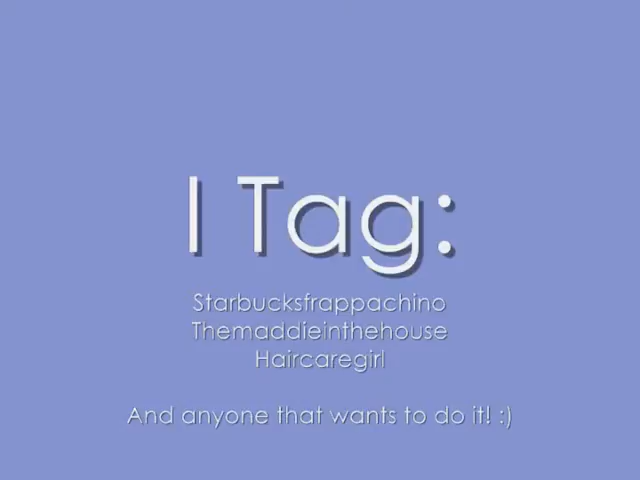 I Tag:
Starbucksfrappachino
Themaddieinthehouse
Haircaregirl
And anyone that wants to do it! :)